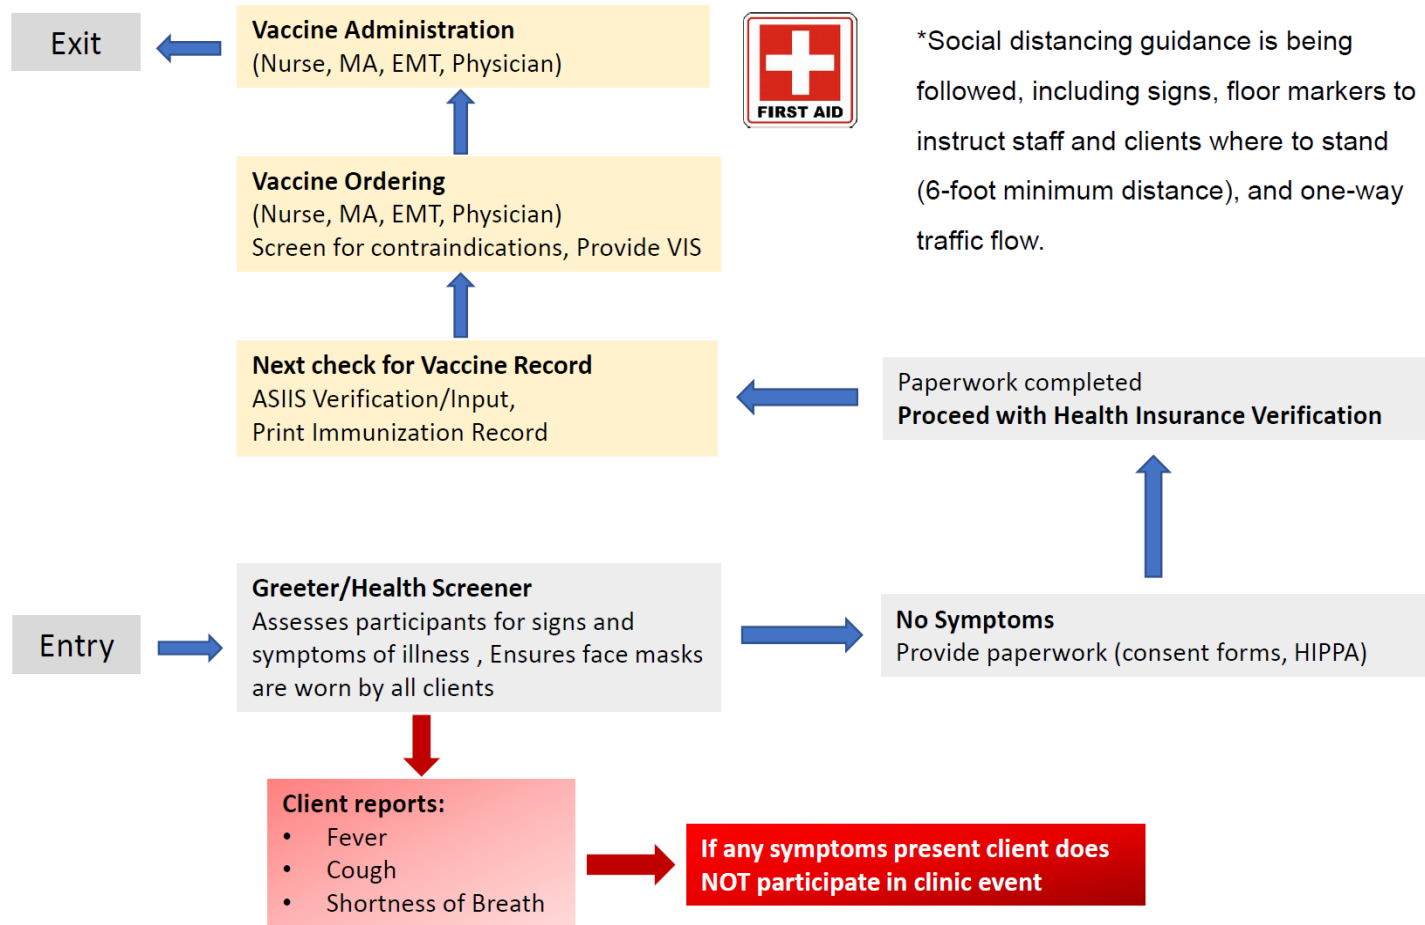 Exit
Vaccine Administration
(Nurse, MA, EMT, Physician)
FIRST AID
*Social distancing guidance is being
followed, including signs, floor markers to
instruct staff and clients where to stand
(6-foot minimum distance), and one-way
traffic flow.
Vaccine Ordering
(Nurse, MA, EMT, Physician)
Screen for contraindications, Provide VIS
Next check for Vaccine Record
ASIIS Verification/Input,
Print Immunization Record
Paperwork completed
Proceed with Health Insurance Verification
Entry
Greeter/Health Screener
Assesses participants for signs and
symptoms of illness , Ensures face masks
are worn by all clients
No Symptoms
Provide paperwork (consent forms, HIPPA)
Client reports:
• Fever
• Cough
• Shortness of Breath
If any symptoms present client does
NOT participate in clinic event